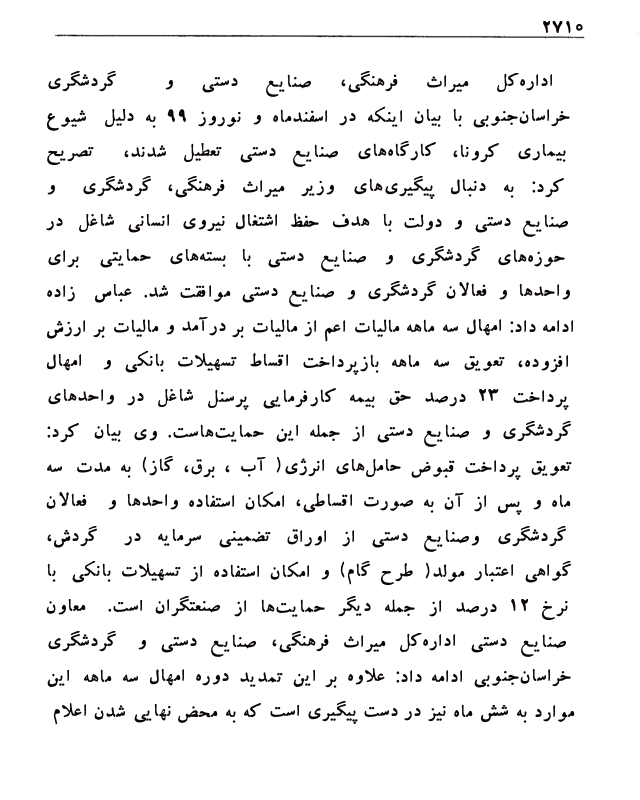 ۲۷۱۰
اداره‌کل میراث فرهنگی، صنایع دستی و گردشگری
خراسان‌جنوبی با بیان اینکه در اسفندماه و نوروز ۹۹ به دلیل شیوع
بیماری کرونا، کارگاه‌های صنایع دستی تعطیل شدند، تصریح
کرد: به دنبال پیگیری‌های وزیر میراث فرهنگی، گردشگری و
صنایع دستی و دولت با هدف حفظ اشتغال نیروی انسانی شاغل در
حوزه‌های گردشگری و صنایع دستی با بسته‌های حمایتی برای
واحدها و فعالان گردشگری و صنایع دستی موافقت شد. عباس زاده
ادامه داد: امهال سه ماهه مالیات اعم از مالیات بر درآمد و مالیات بر ارزش
افزوده، تعویق سه ماهه بازپرداخت اقساط تسهیلات بانکی و امهال
پرداخت ۲۳ درصد حق بیمه کارفرمایی پرسنل شاغل در واحدهای
گردشگری و صنایع دستی از جمله این حمایت‌هاست. وی بیان کرد:
تعویق پرداخت قبوض حامل‌های انرژی( آب ، برق، گاز) به مدت سه
ماه و پس از آن به صورت اقساطی، امکان استفاده واحدها و فعالان
گردشگری وصنایع دستی از اوراق تضمینی سرمایه در گردش،
گواهی اعتبار مولد( طرح گام) و امکان استفاده از تسهیلات بانکی با
نرخ ۱۲ درصد از جمله دیگر حمایت‌ها از صنعتگران است. معاون
صنایع دستی اداره‌کل میراث فرهنگی، صنایع دستی و گردشگری
خراسان‌جنوبی ادامه داد: علاوه بر این تمدید دوره امهال سه ماهه این
موارد به شش ماه نیز در دست پیگیری است که به محض نهایی شدن اعلام